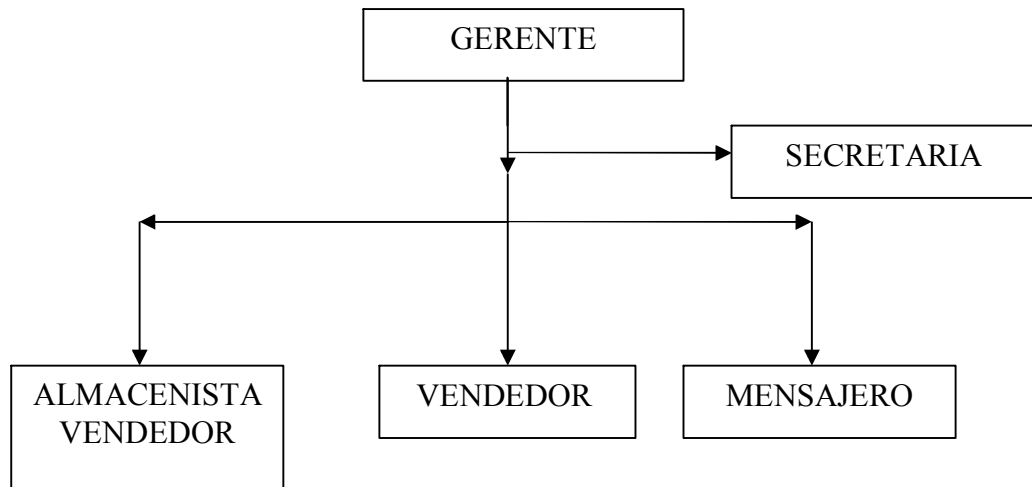 GERENTE
SECRETARIA
ALMACENISTA
VENDEDOR
VENDEDOR
MENSAJERO